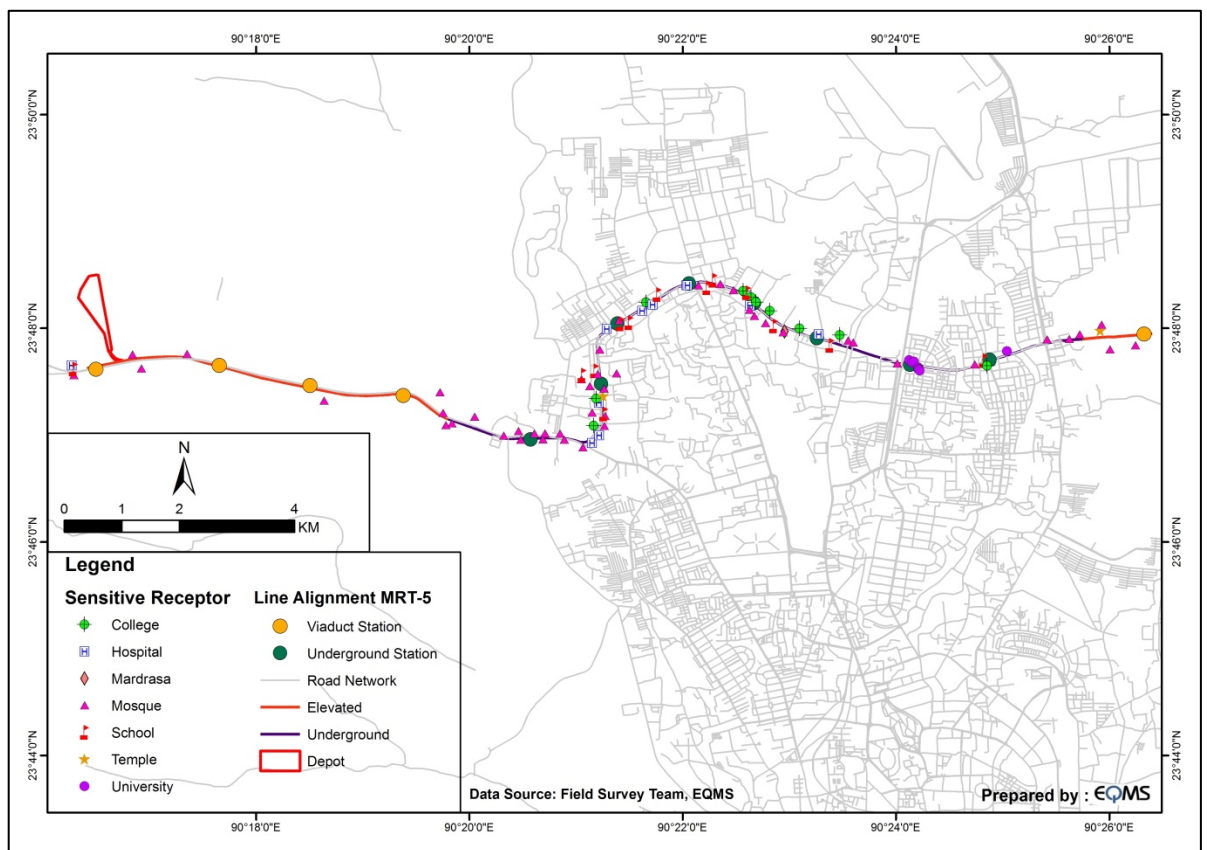 90°18'0"E 90°20'0"E 90°22'0"E 90°24'0"E 90°26'0"E
23°50'0"N 23°50'0"N
23°48'0"N 23°48'0"N
23°46'0"N 23°46'0"N
23°44'0"N 23°44'0"N
N
0 1 2 4
KM
Legend
Sensitive Receptor
College
Hospital
Mardrasa
Mosque
School
Temple
University
Line Alignment MRT-5
Viaduct Station
Underground Station
Road Network
Elevated
Underground
Depot
Data Source: Field Survey Team, EQMS
Prepared by : EQMS
90°18'0"E 90°20'0"E 90°22'0"E 90°24'0"E 90°26'0"E